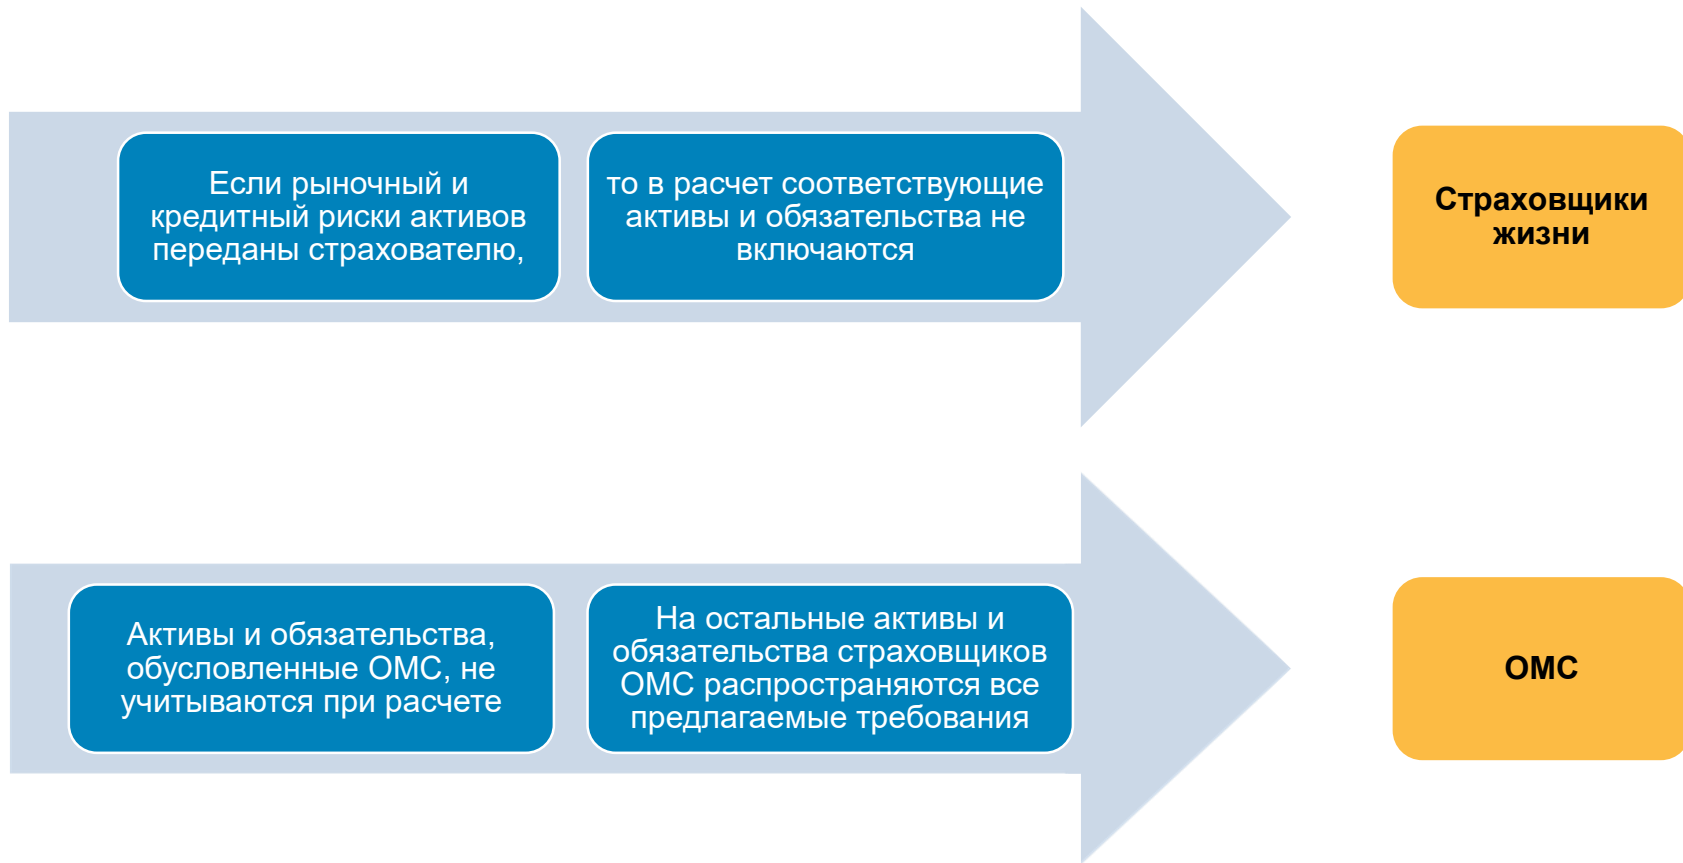 Если рыночный и
кредитный риски активов
переданы страхователю,
то в расчет соответствующие
активы и обязательства не
включаются
Страховщики
жизни
Активы и обязательства,
обусловленные ОМС, не
учитываются при расчете
На остальные активы и
обязательства страховщиков
ОМС распространяются все
предлагаемые требования
ОМС